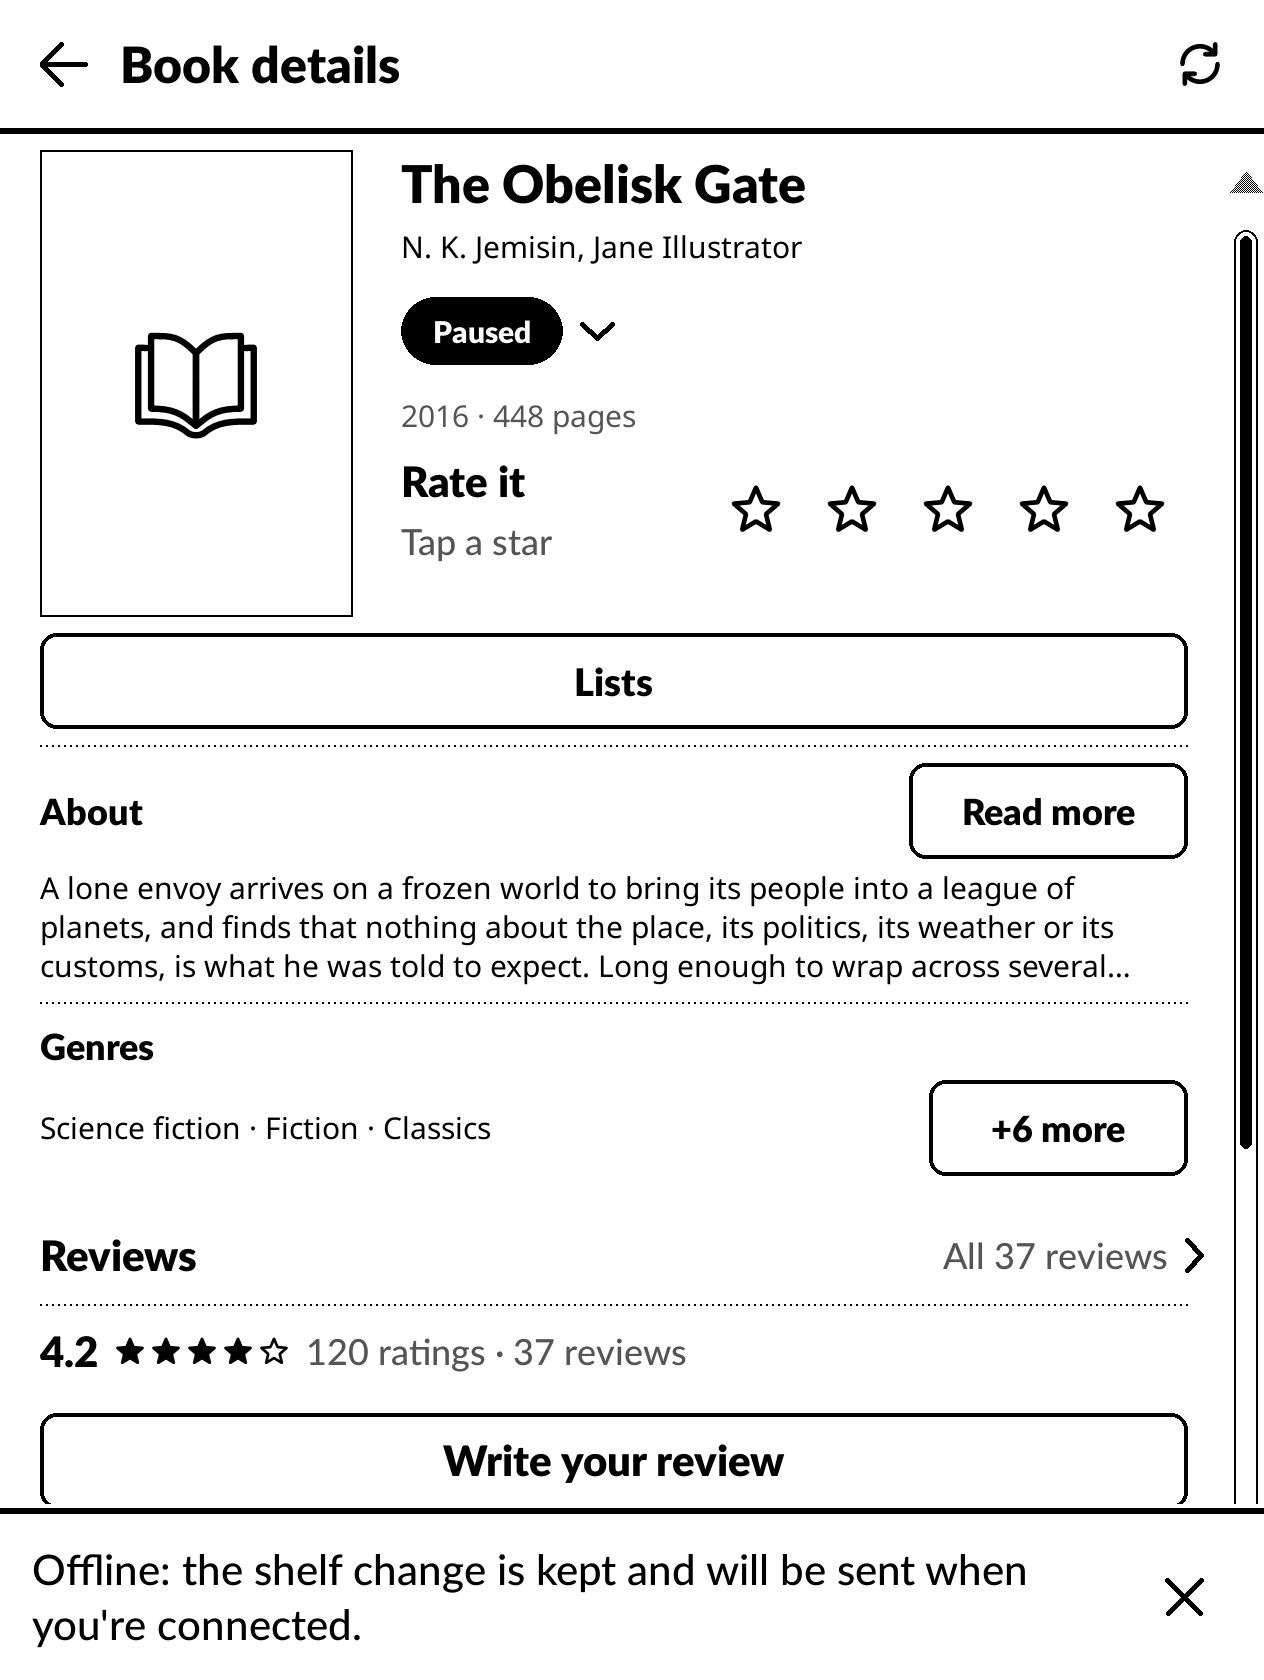 Book details
The Obelisk Gate
N. K. Jemisin, Jane Illustrator
Paused
2016 · 448 pages
Rate it
Tap a star
Lists
About
Read more
A lone envoy arrives on a frozen world to bring its people into a league of
planets, and finds that nothing about the place, its politics, its weather or its
customs, is what he was told to expect. Long enough to wrap across several...
Genres
Science fiction · Fiction · Classics
+6 more
Reviews
All 37 reviews
4.2 120 ratings · 37 reviews
Write your review
Offline: the shelf change is kept and will be sent when
you're connected.